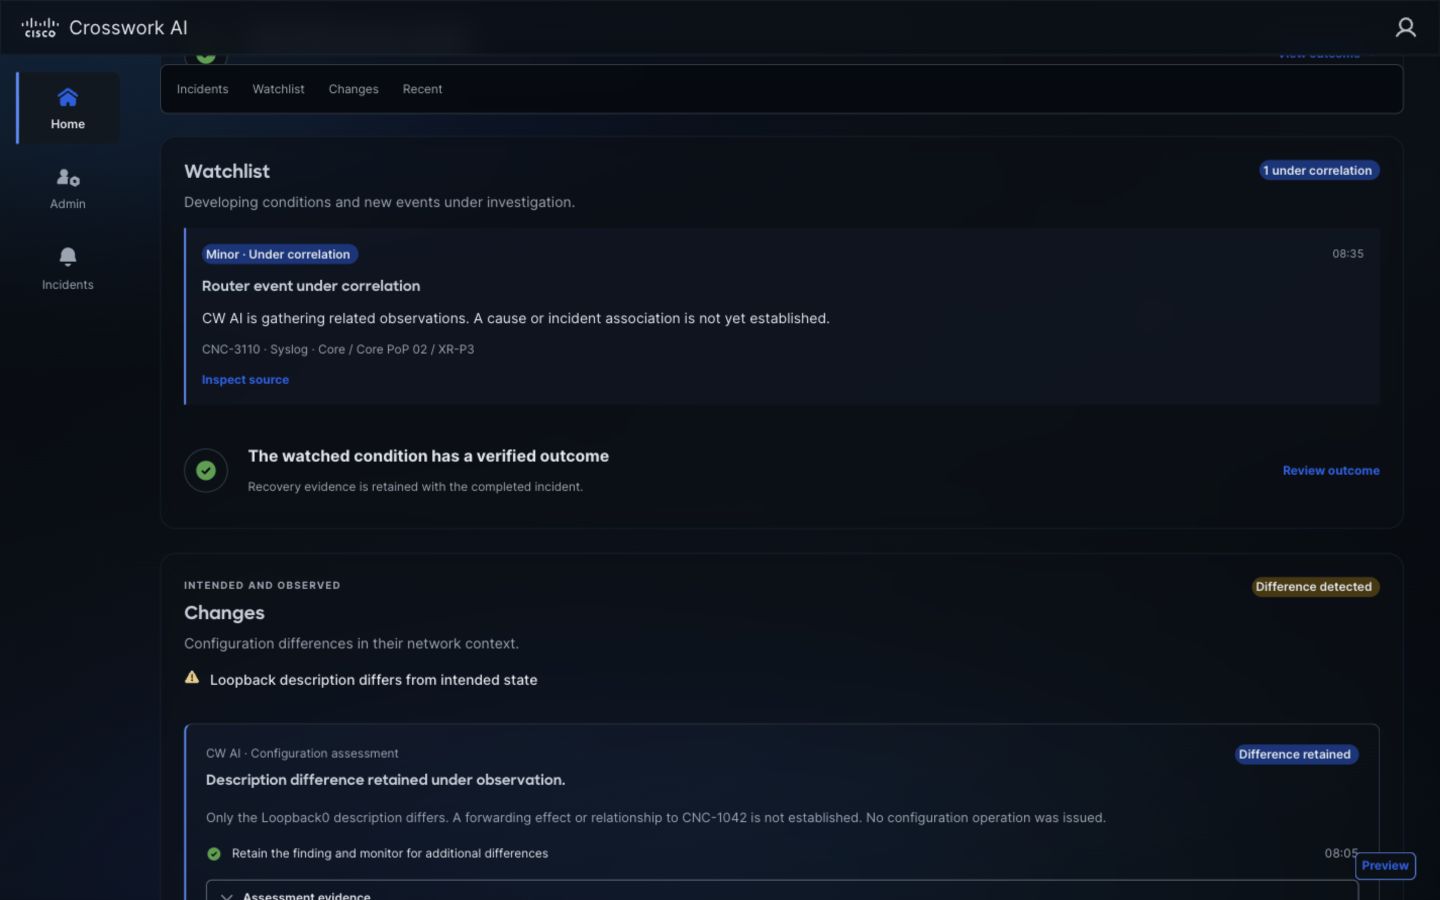 cisco Crosswork AI
View outcome
Incidents Watchlist Changes Recent
Home
Admin
Incidents
Watchlist
1 under correlation
Developing conditions and new events under investigation.
Minor · Under correlation
08:35
Router event under correlation
CW AI is gathering related observations. A cause or incident association is not yet established.
CNC-3110 · Syslog · Core / Core PoP 02 / XR-P3
Inspect source
The watched condition has a verified outcome
Review outcome
Recovery evidence is retained with the completed incident.
INTENDED AND OBSERVED
Difference detected
Changes
Configuration differences in their network context.
Loopback description differs from intended state
CW AI · Configuration assessment
Difference retained
Description difference retained under observation.
Only the Loopback0 description differs. A forwarding effect or relationship to CNC-1042 is not established. No configuration operation was issued.
Retain the finding and monitor for additional differences
08:05
Preview
Assessment evidence